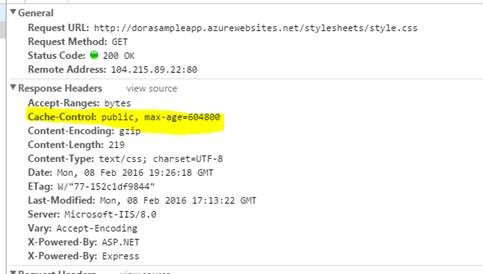 General
Request URL: http://dorasampleapp.azurewebsites.net/stylesheets/style.css
Request Method: GET
Status Code: 200 OK
Remote Address: 104.215.89.22:80
Response Headers view source
Accept-Ranges: bytes
Cache-Control: public, max-age=604800
Content-Encoding: gzip
Content-Length: 219
Content-Type: text/css; charset=UTF-8
Date: Mon, 08 Feb 2016 19:26:18 GMT
ETag: W/"77-152c1df9844"
Last-Modified: Mon, 08 Feb 2016 17:13:22 GMT
Server: Microsoft-IIS/8.0
Vary: Accept-Encoding
X-Powered-By: ASP.NET
X-Powered-By: Express
Request Headers view source